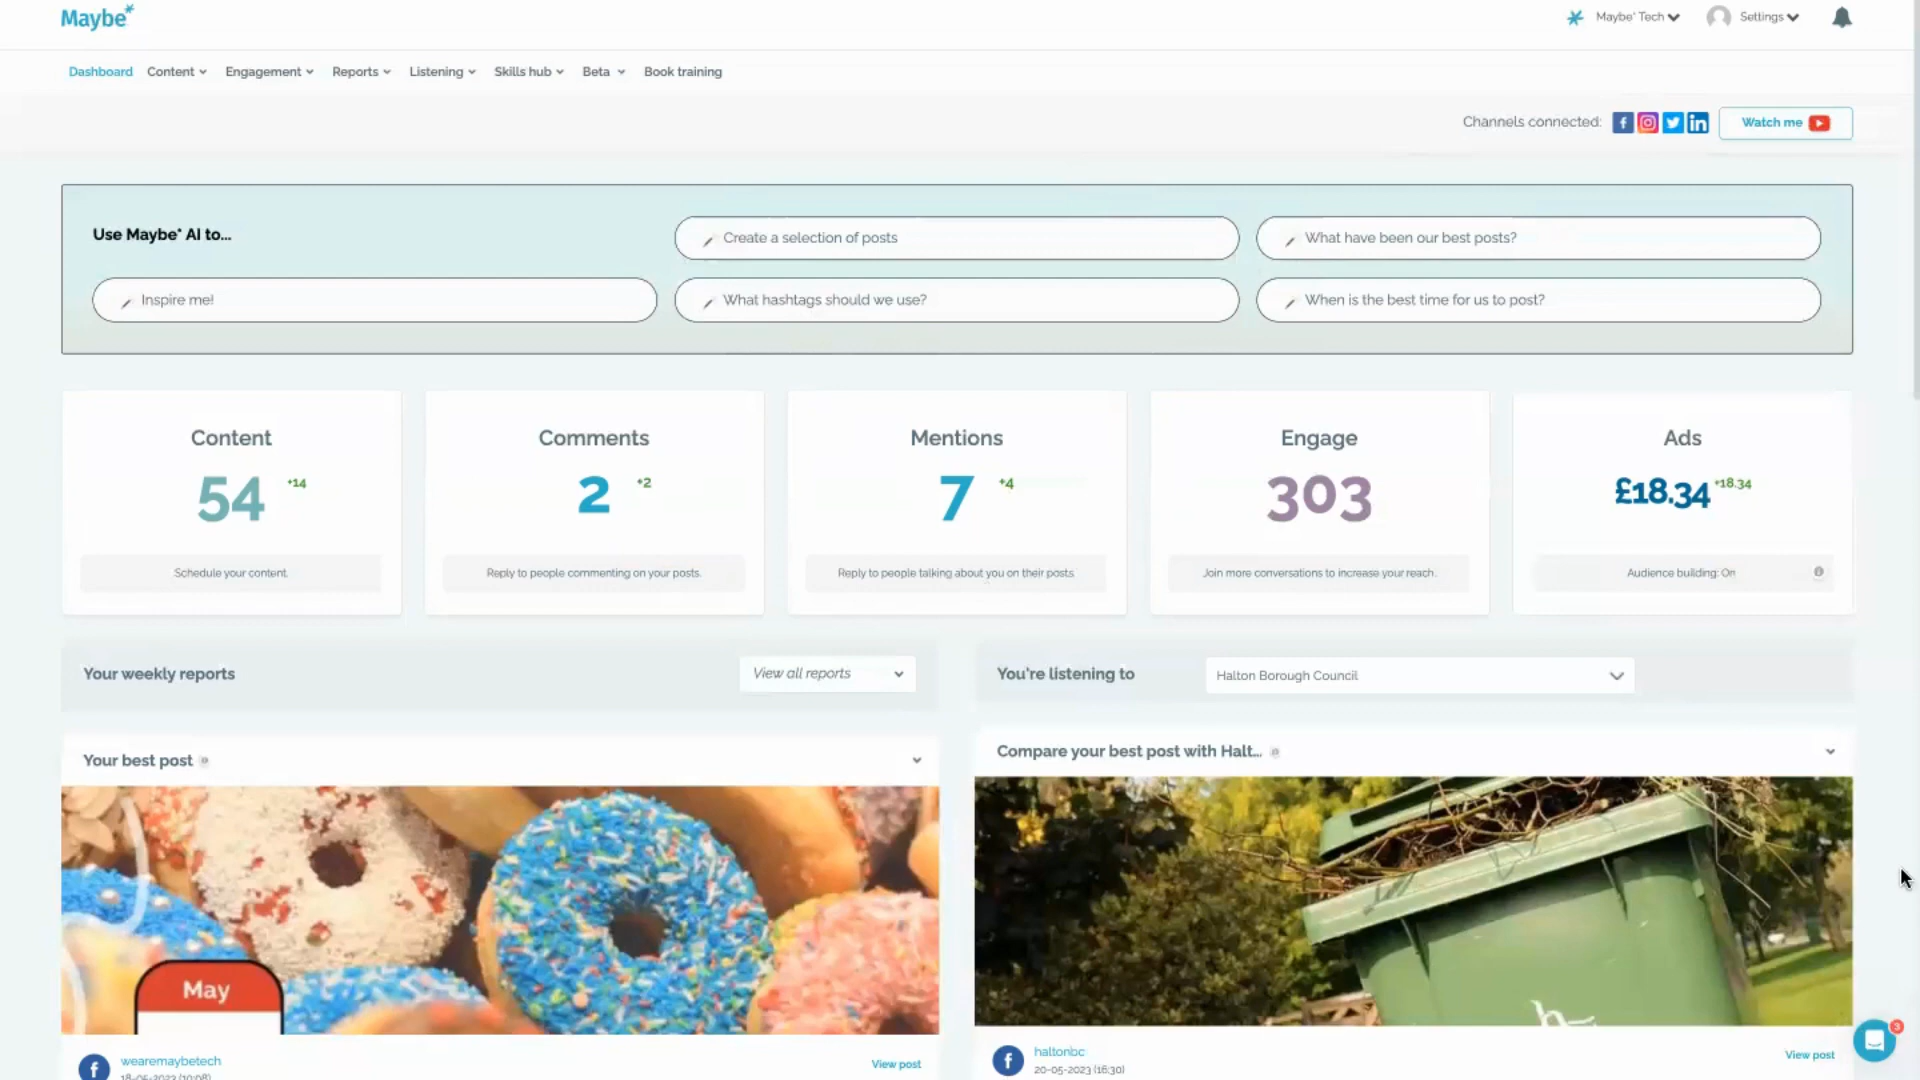 Maybe*
Maybe* Tech
Settings
Dashboard
Content
Engagement
Reports
Listening
Skills hub
Beta
Book training
Channels connected:
Watch me
Use Maybe* AI to...
Create a selection of posts
What have been our best posts?
Inspire me!
What hashtags should we use?
When is the best time for us to post?
Content
54 +14
Schedule your content.
Comments
2 +2
Reply to people commenting on your posts.
Mentions
7 +4
Reply to people talking about you on their posts.
Engage
303
Join more conversations to increase your reach.
Ads
£18.34 +18.34
Audience building: On
Your weekly reports
View all reports
You're listening to
Halton Borough Council
Your best post
Compare your best post with Halt...
May
wearemaybetech
18-05-2023 (10:08)
View post
haltonbc
20-05-2023 (16:30)
View post
3